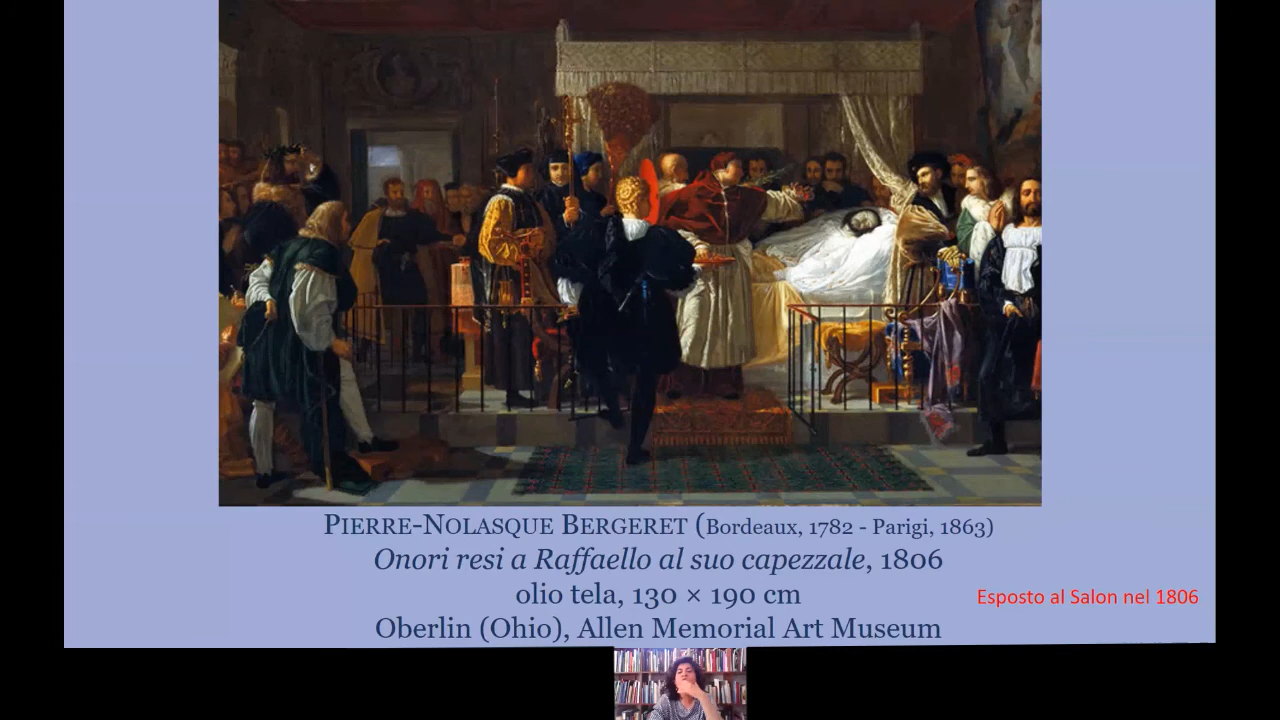 PIERRE-NOLASQUE BERGERET (Bordeaux, 1782 - Parigi, 1863)
Onori resi a Raffaello al suo capezzale, 1806
olio tela, 130 × 190 cm
Esposto al Salon nel 1806
Oberlin (Ohio), Allen Memorial Art Museum